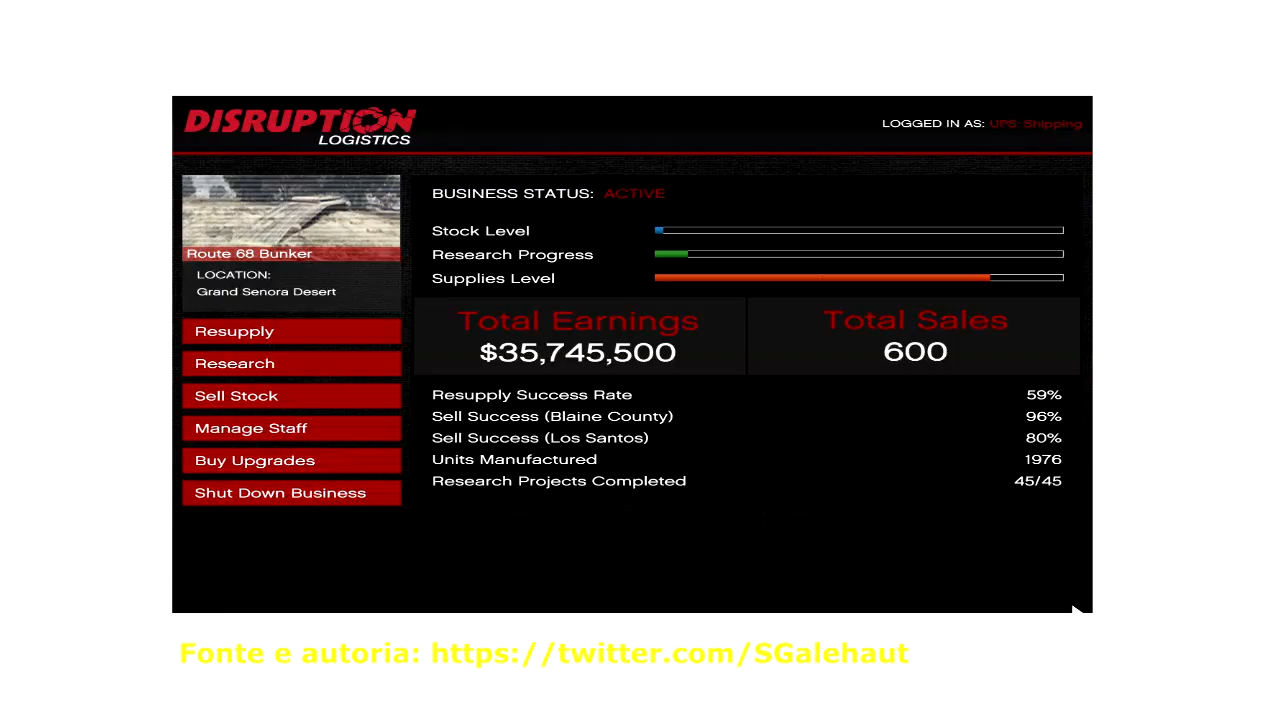 DISRUPTION
LOGISTICS
LOGGED IN AS: UPS: Shipping
Route 68 Bunker
LOCATION:
Grand Senora Desert
Resupply
Research
Sell Stock
Manage Staff
Buy Upgrades
Shut Down Business
BUSINESS STATUS: ACTIVE
Stock Level
Research Progress
Supplies Level
Total Earnings
$35,745,500
Total Sales
600
Resupply Success Rate 59%
Sell Success (Blaine County) 96%
Sell Success (Los Santos) 80%
Units Manufactured 1976
Research Projects Completed 45/45
Fonte e autoria: https://twitter.com/SGalehaut